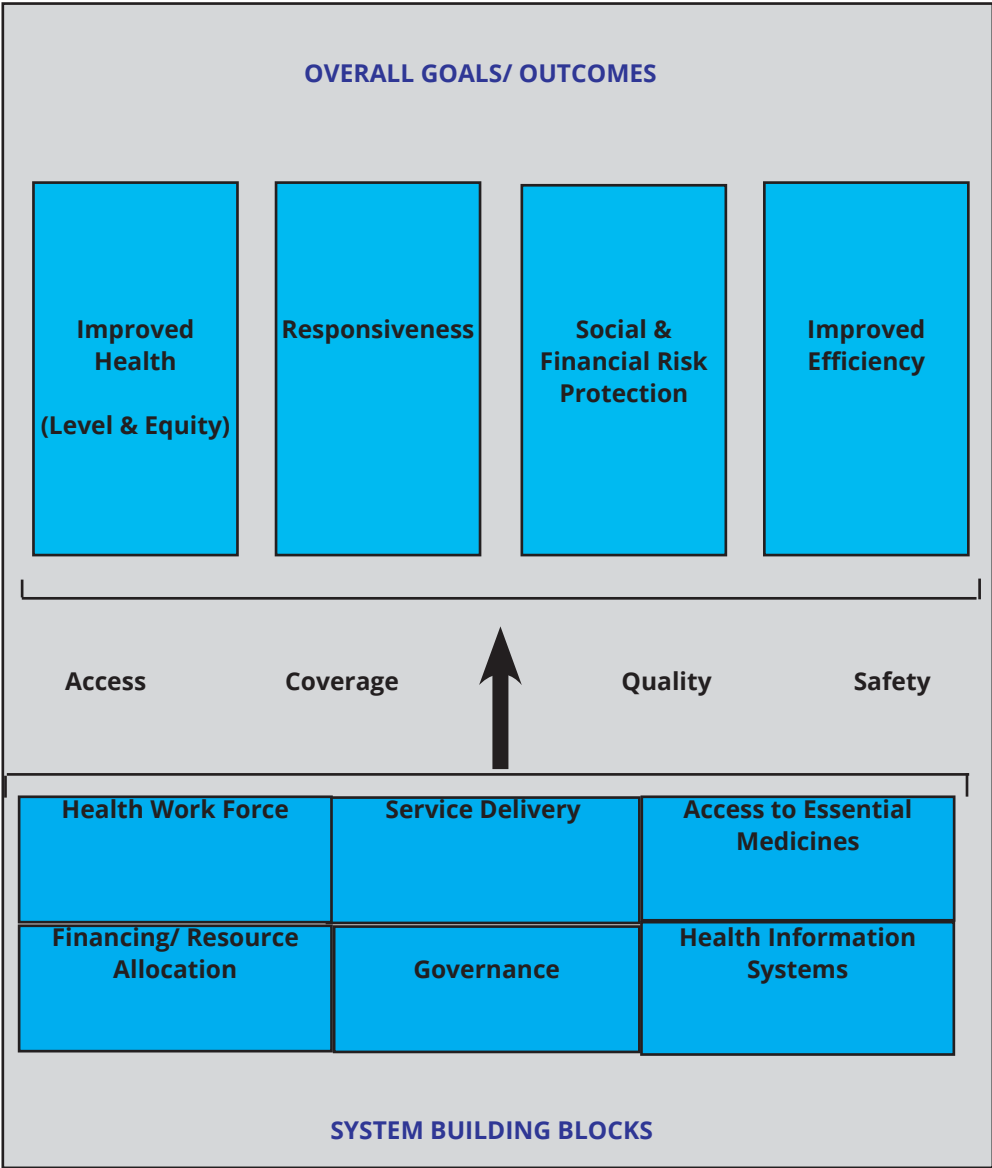 OVERALL GOALS/ OUTCOMES
Improved
Health
(Level & Equity)
Responsiveness
Social &
Financial Risk
Protection
Improved
Efficiency
Access
Coverage
Quality
Safety
Health Work Force
Service Delivery
Access to Essential
Medicines
Financing/ Resource
Allocation
Governance
Health Information
Systems
SYSTEM BUILDING BLOCKS